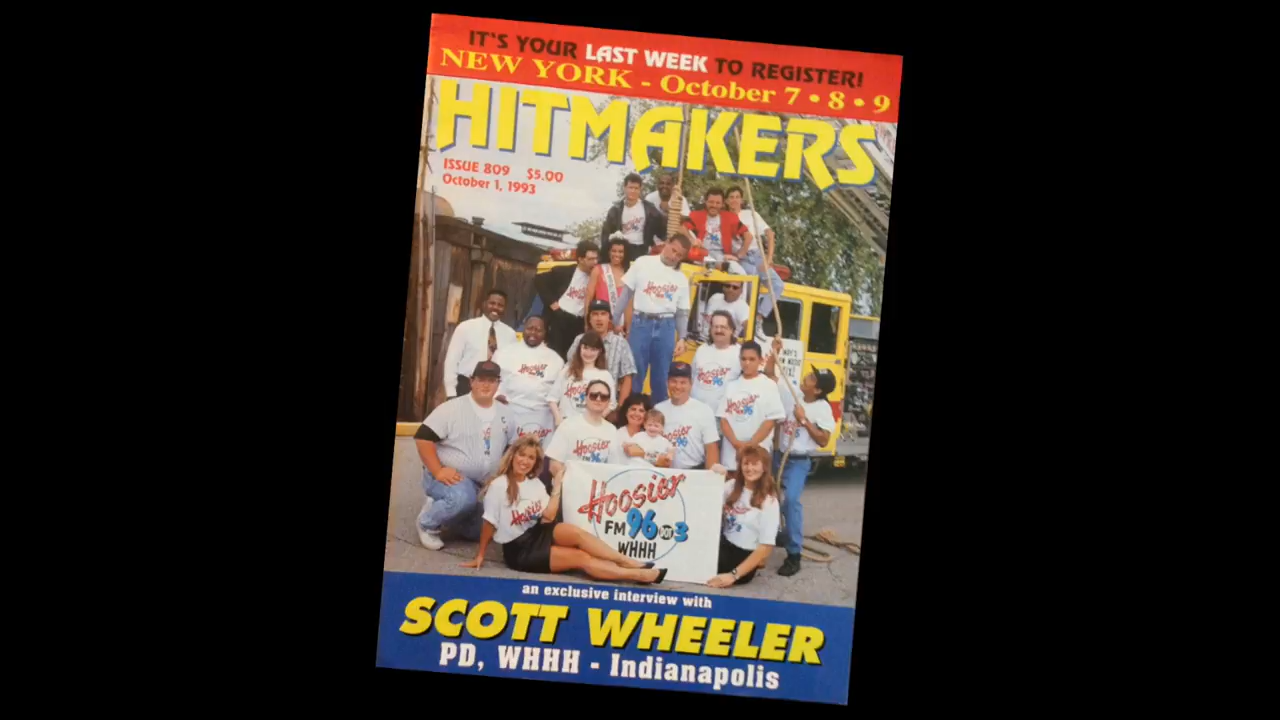 IT'S YOUR LAST WEEK TO REGISTER!
NEW YORK - October 7 • 8 • 9
HITMAKERS
ISSUE 809 $5.00
October 1, 1993
Hoosier
FM 96 DOT 3
WHHH
an exclusive interview with
SCOTT WHEELER
PD, WHHH - Indianapolis